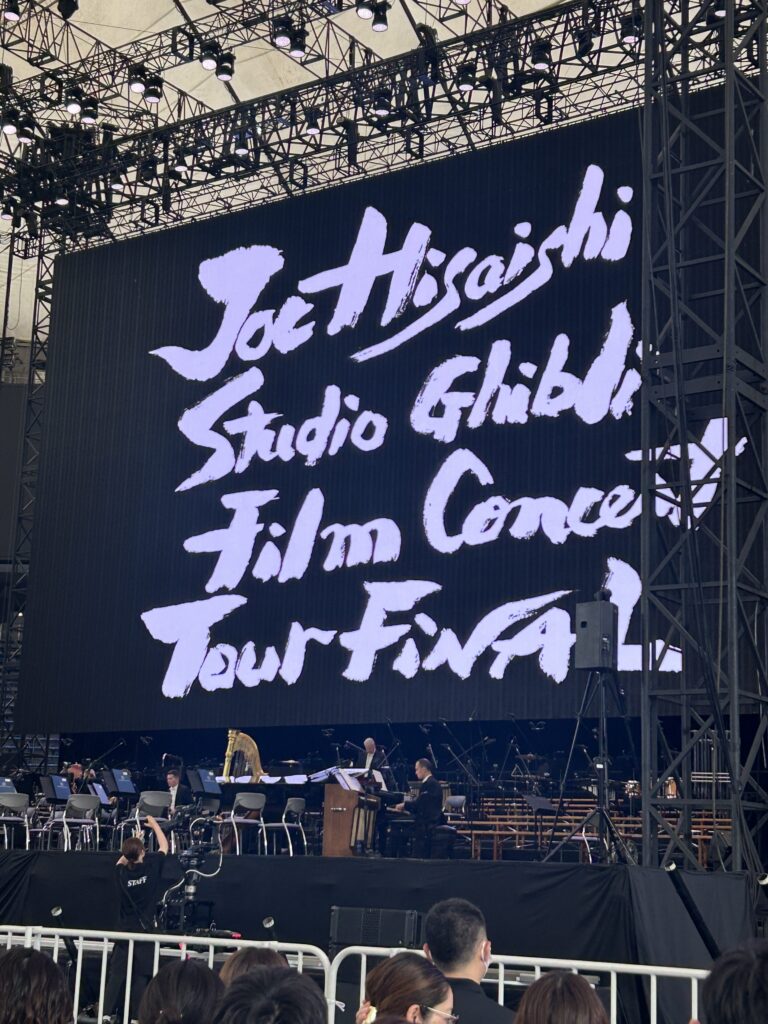 Joe Hisaishi
Studio Ghibli
Film Concert
Tour FiNAL
STAFF